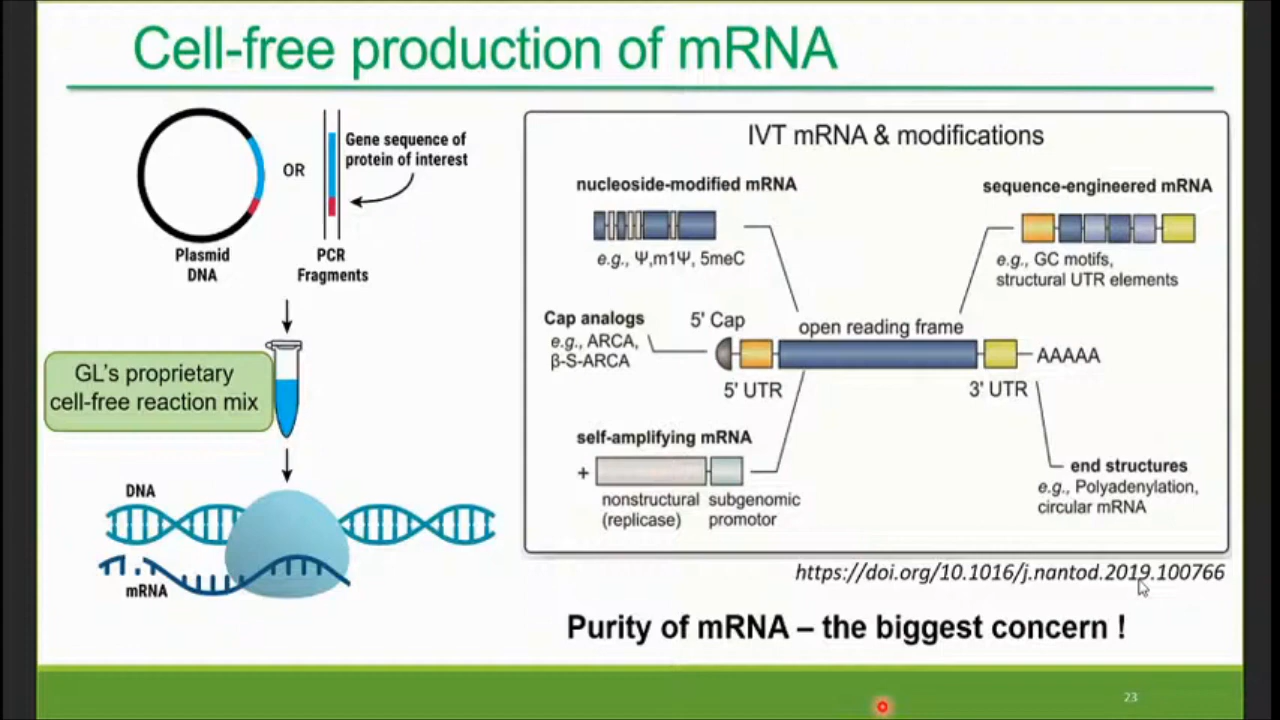 Cell-free production of mRNA
Gene sequence of
protein of interest
OR
Plasmid
DNA
PCR
Fragments
GL's proprietary
cell-free reaction mix
DNA
mRNA
IVT mRNA & modifications
nucleoside-modified mRNA
e.g., Ψ,m1Ψ, 5meC
sequence-engineered mRNA
e.g., GC motifs,
structural UTR elements
Cap analogs
e.g., ARCA,
β-S-ARCA
5' Cap
open reading frame
AAAAA
5' UTR
3' UTR
self-amplifying mRNA
+
nonstructural
(replicase)
subgenomic
promotor
end structures
e.g., Polyadenylation,
circular mRNA
https://doi.org/10.1016/j.nantod.2019.100766
Purity of mRNA – the biggest concern !
23